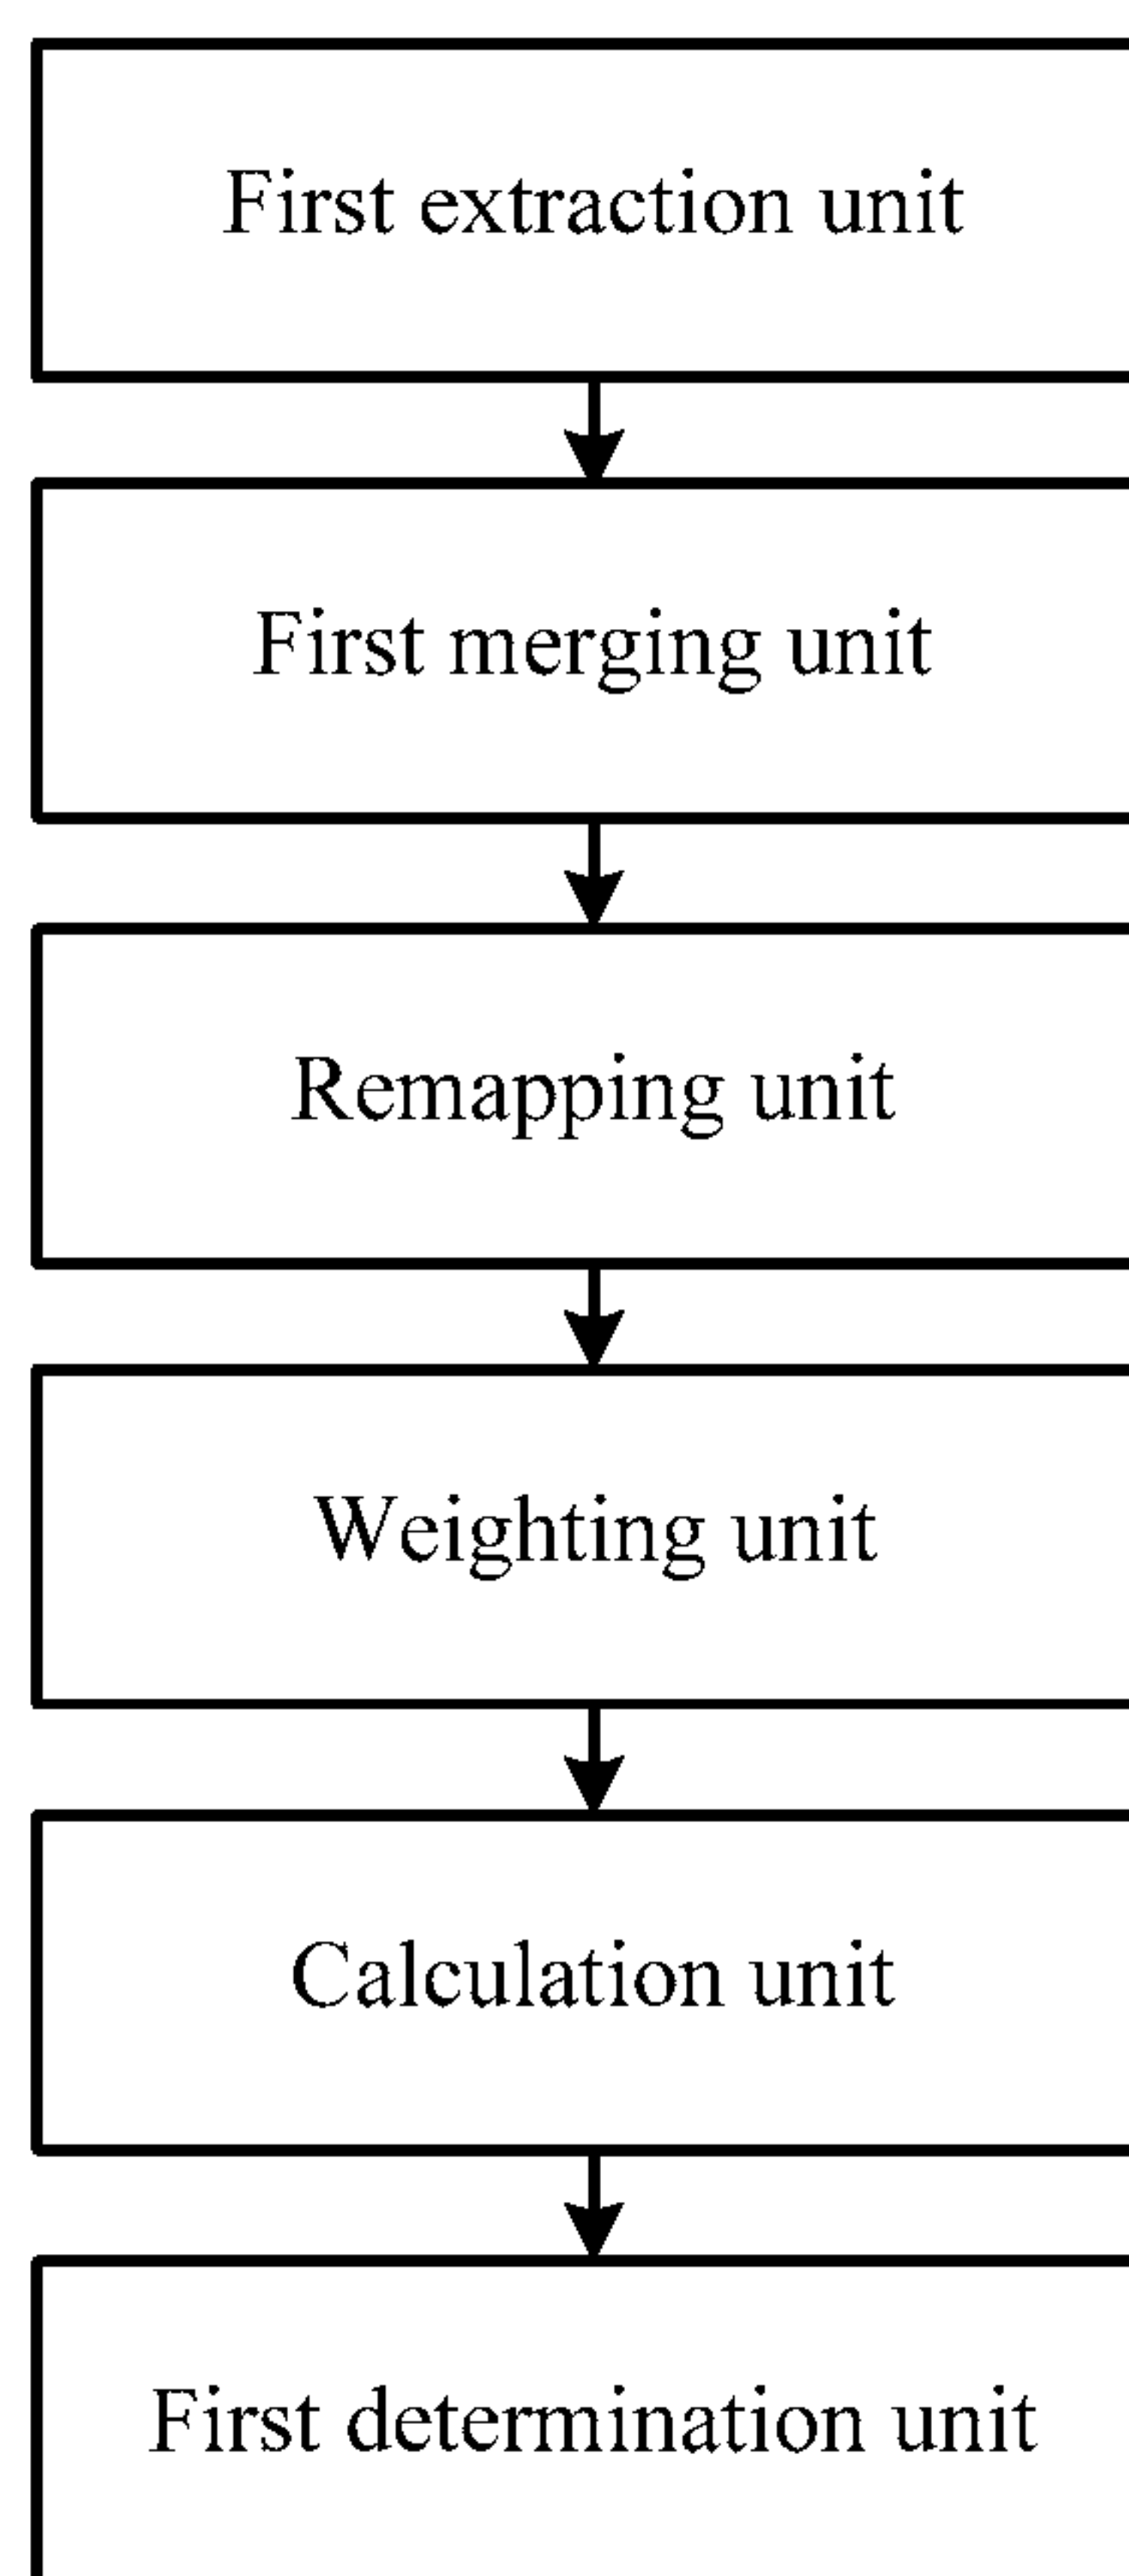 First extraction unit
First merging unit
Remapping unit
Weighting unit
Calculation unit
First determination unit